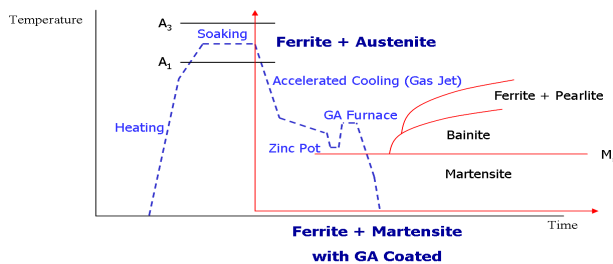 Temperature
A3
Soaking
Ferrite + Austenite
A1
Accelerated Cooling (Gas Jet)
Ferrite + Pearlite
GA Furnace
Heating
Bainite
Zinc Pot
M
Martensite
Time
Ferrite + Martensite
with GA Coated